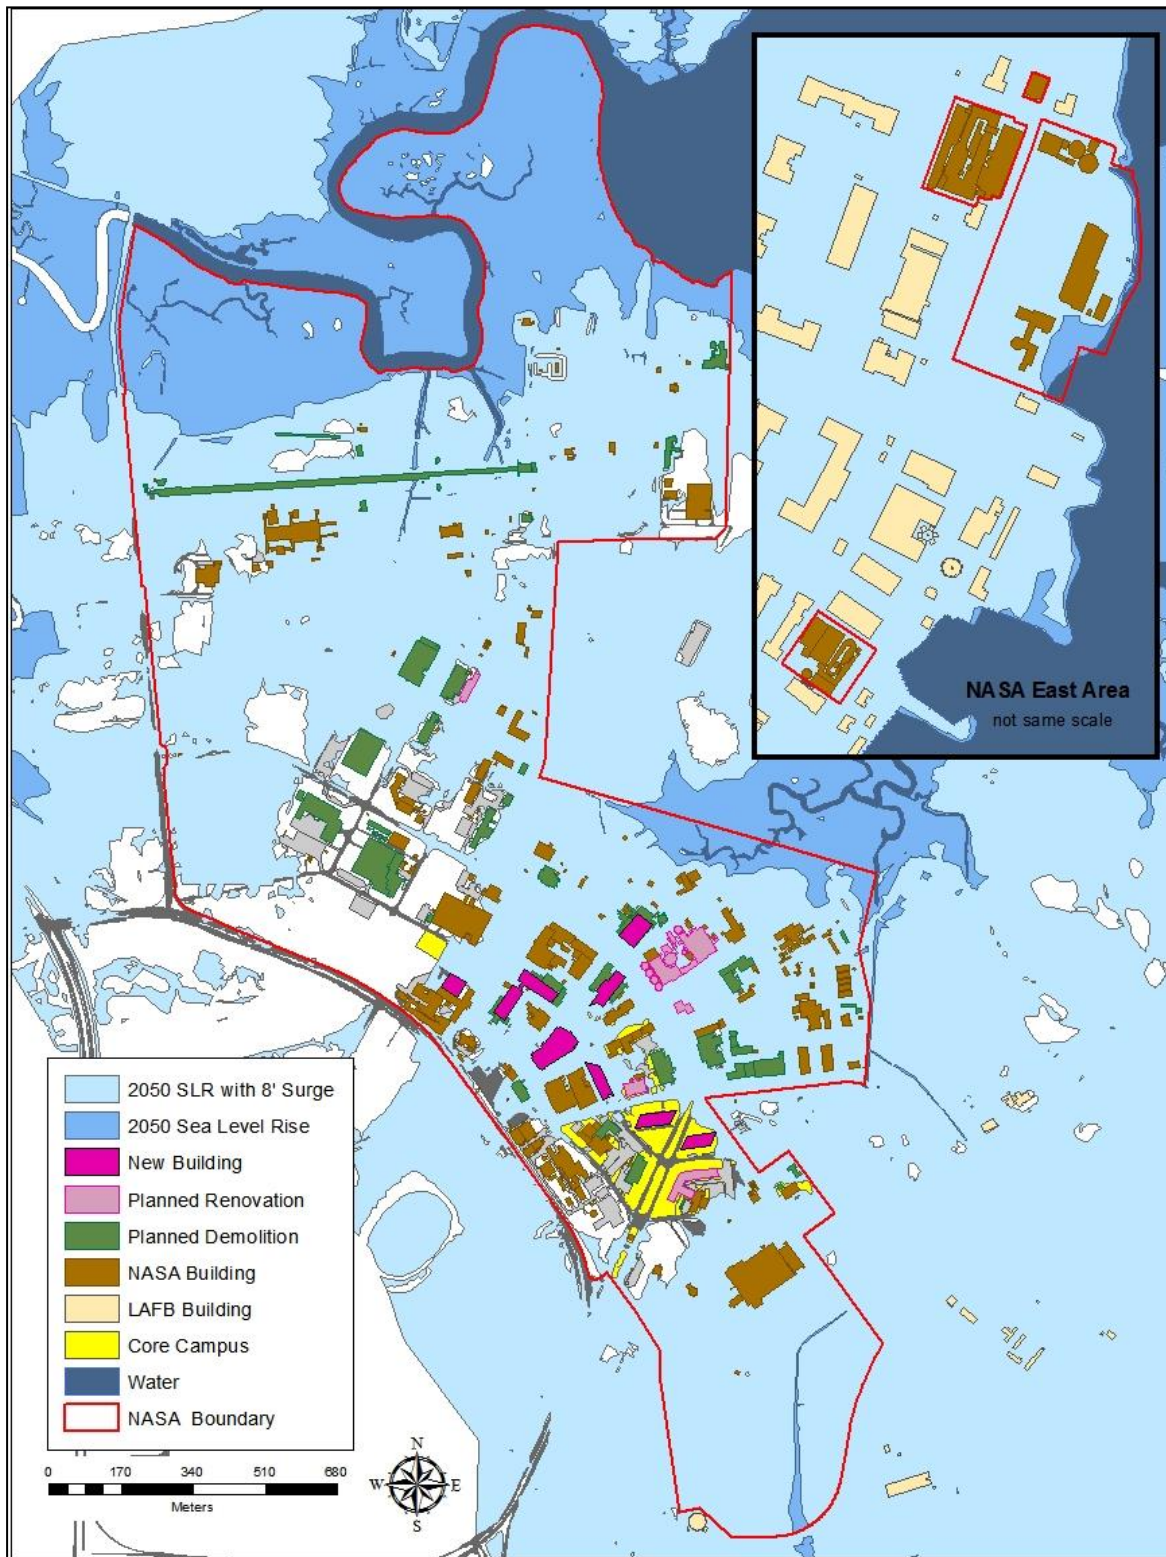 NASA East Area
not same scale
2050 SLR with 8' Surge
2050 Sea Level Rise
New Building
Planned Renovation
Planned Demolition
NASA Building
LAFB Building
Core Campus
Water
NASA Boundary
0 170 340 510 680
Meters
N
W E
S